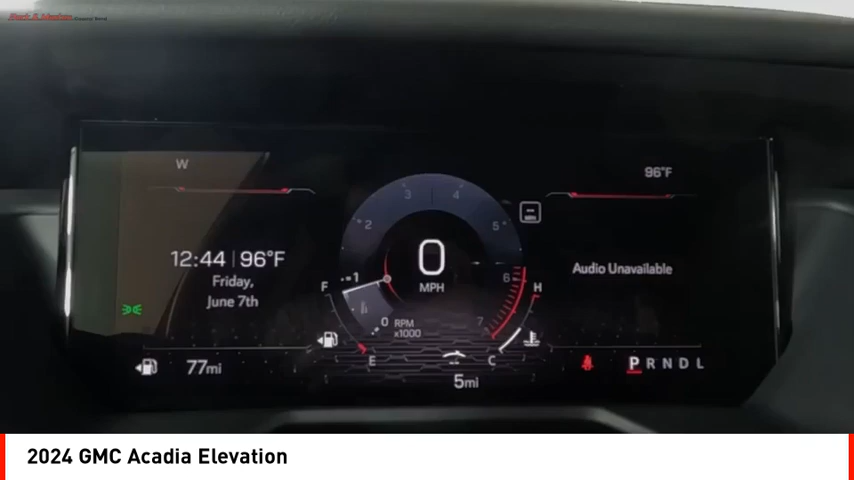 W
96°F
3 4
2 5
-- MPH
12:44 | 96°F
Friday,
June 7th
0
MPH
Audio Unavailable
1
6
F
H
0 RPM
x1000
7
E
C
77mi
5mi
P R N D L
2024 GMC Acadia Elevation